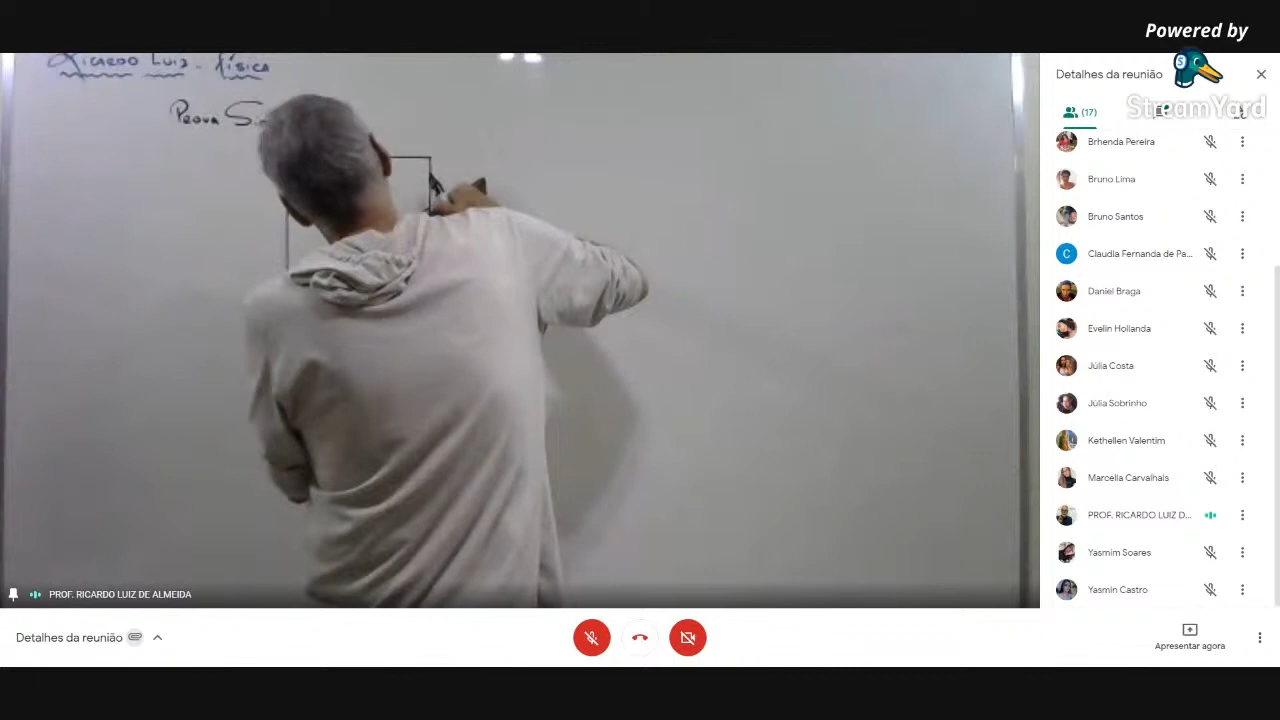 Powered by
StreamYard
Ricardo Luiz - Física
Prova
Detalhes da reunião
(17)
Brhenda Pereira
Bruno Lima
Bruno Santos
C Claudia Fernanda de Pa...
Daniel Braga
Evelin Hollanda
Júlia Costa
Júlia Sobrinho
Kethellen Valentim
Marcella Carvalhais
PROF. RICARDO LUIZ D...
Yasmim Soares
Yasmin Castro
PROF. RICARDO LUIZ DE ALMEIDA
Detalhes da reunião
Apresentar agora